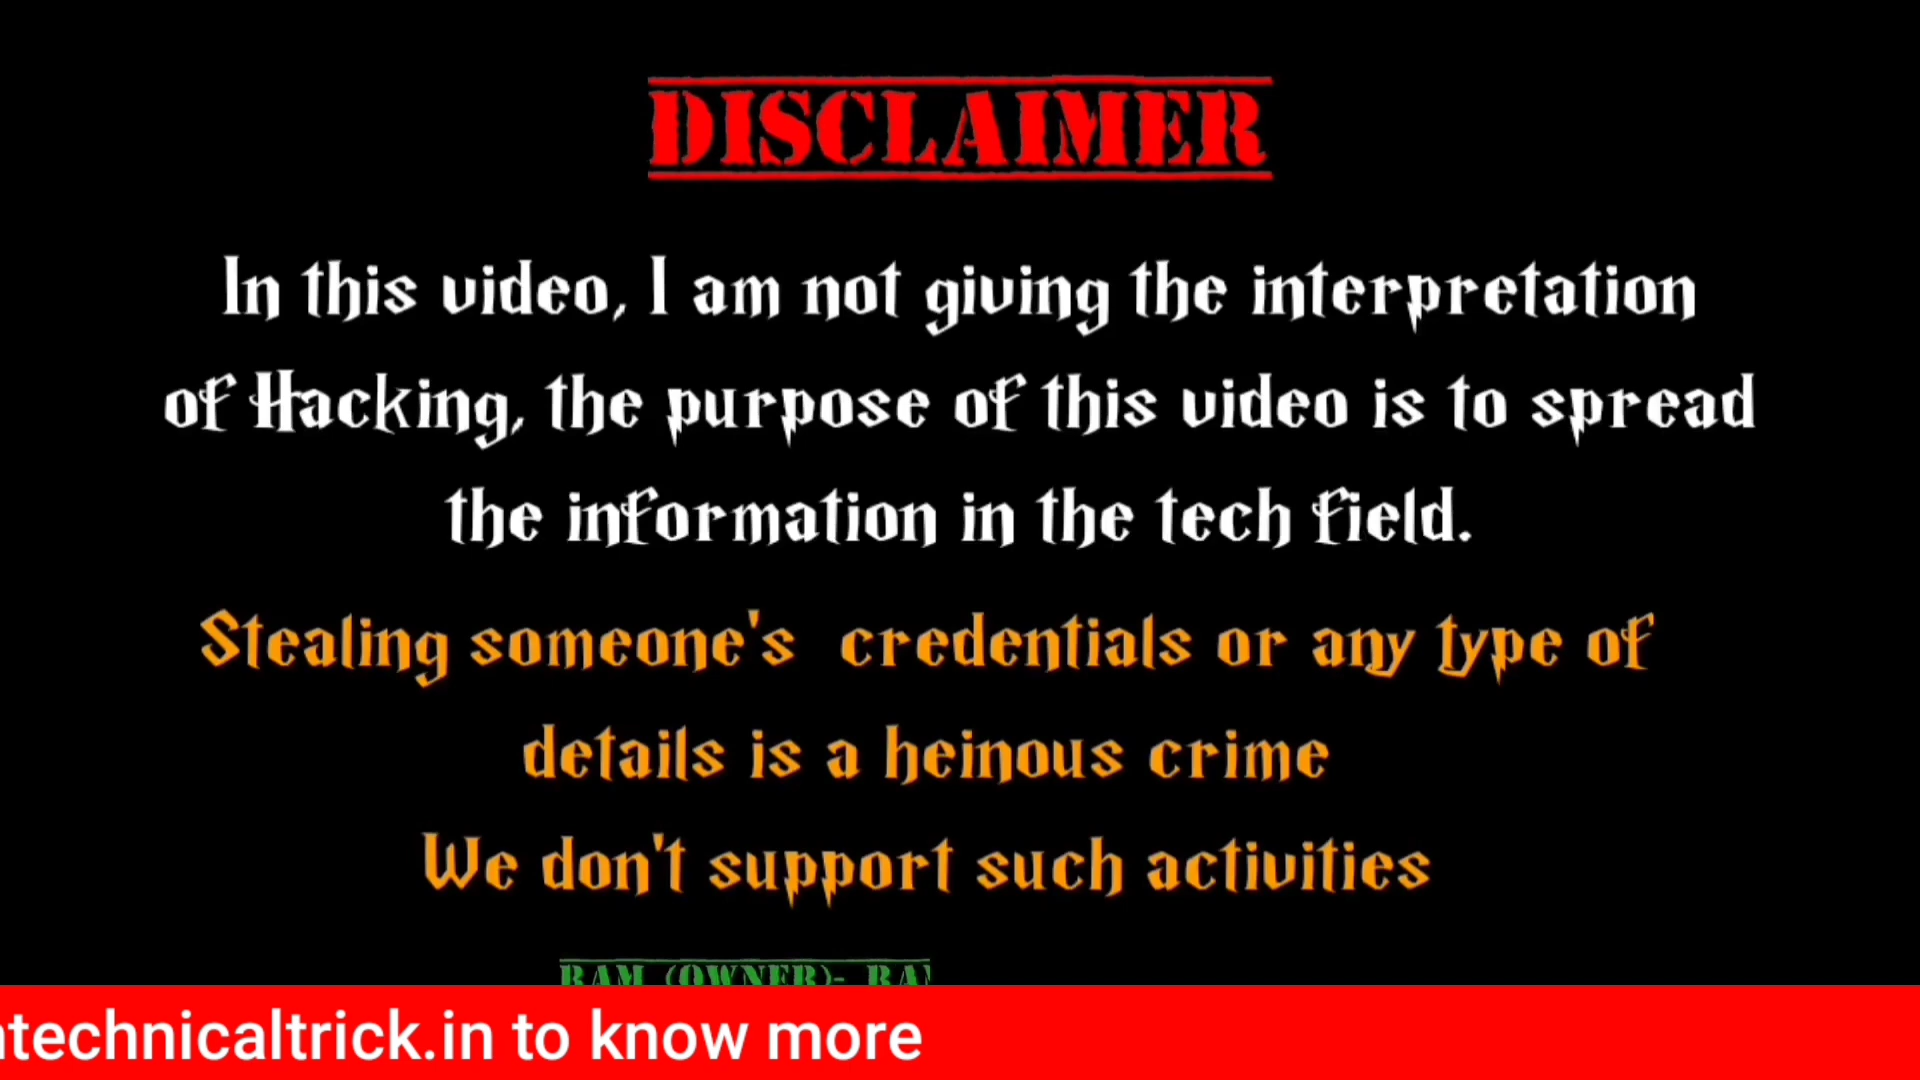 DISCLAIMER
In this video, I am not giving the interpretation
of Hacking, the purpose of this video is to spread
the information in the tech field.
Stealing someone's credentials or any type of
details is a heinous crime
We don't support such activities
RAM (OWNER)-
technicaltrick.in to know more